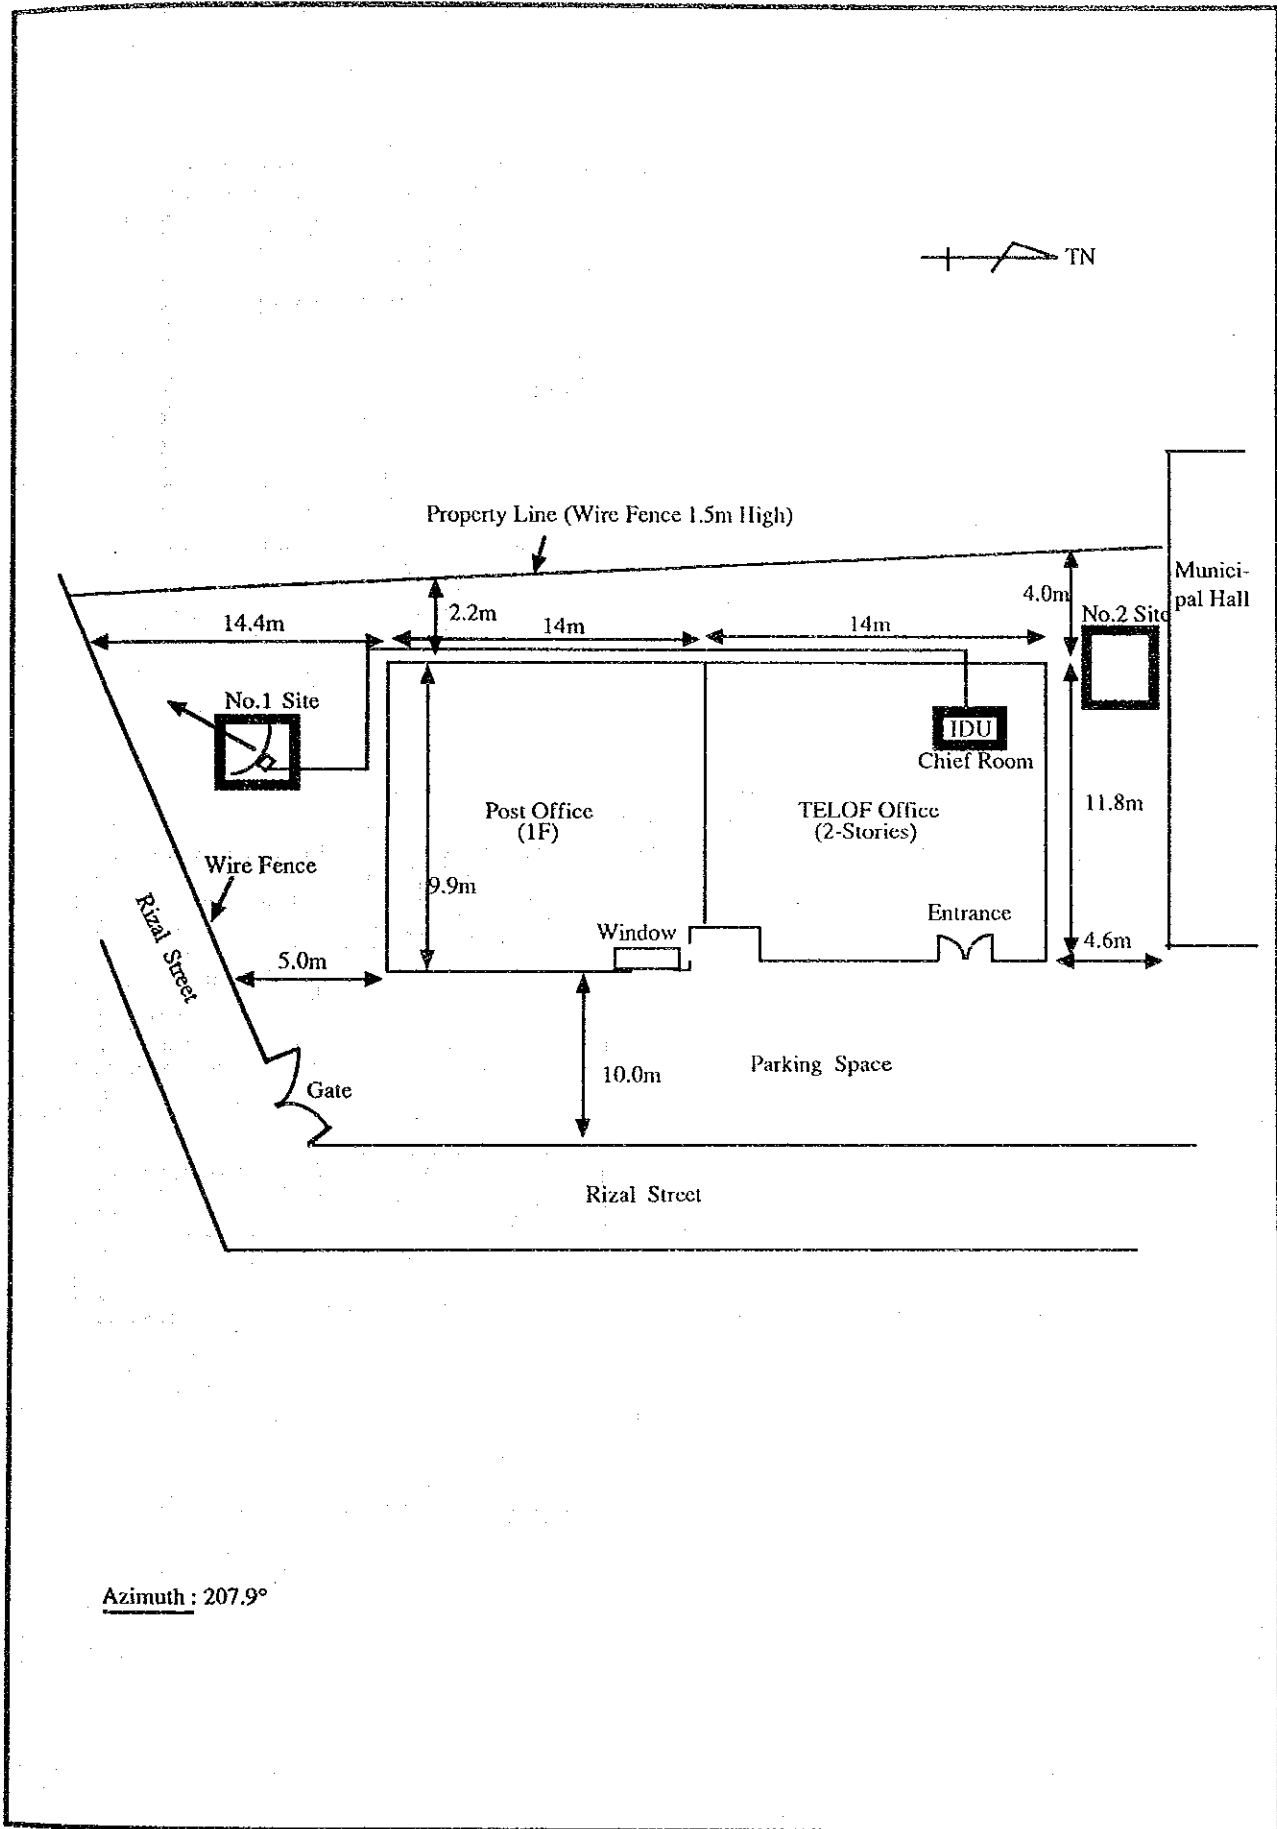 TN
Property Line (Wire Fence 1.5m High)
Munici-
pal Hall
4.0m
2.2m
14.4m
14m
14m
No.2 Site
No.1 Site
IDU
Chief Room
Post Office
(1F)
TELOF Office
(2-Stories)
11.8m
Wire Fence
9.9m
Rizal Street
Entrance
Window
4.6m
5.0m
Parking Space
10.0m
Gate
Rizal Street
Azimuth : 207.9°